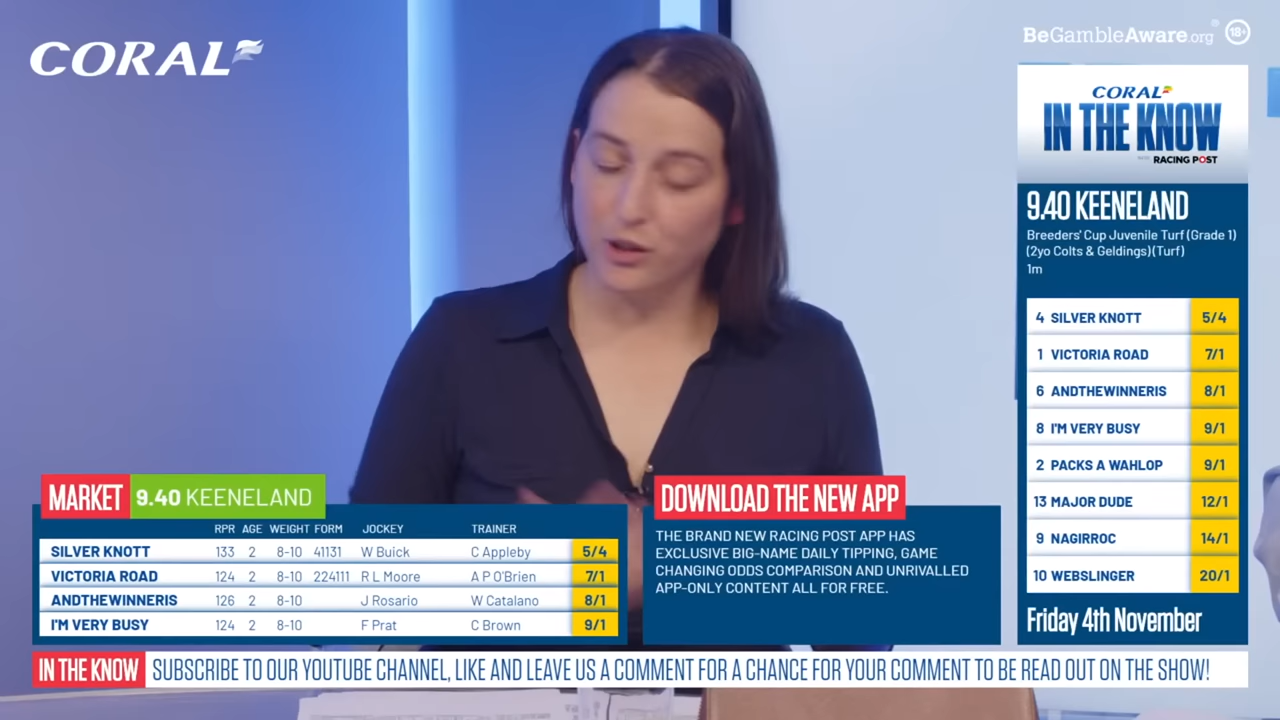 CORAL
BeGambleAware.org® 18+
CORAL
IN THE KNOW
WITH RACING POST
9.40 KEENELAND
Breeders' Cup Juvenile Turf (Grade 1)
(2yo Colts & Geldings)(Turf)
1m
4 SILVER KNOTT 5/4
1 VICTORIA ROAD 7/1
6 ANDTHEWINNERIS 8/1
8 I'M VERY BUSY 9/1
2 PACKS A WAHLOP 9/1
13 MAJOR DUDE 12/1
9 NAGIRROC 14/1
10 WEBSLINGER 20/1
Friday 4th November
MARKET 9.40 KEENELAND
RPR AGE WEIGHT FORM JOCKEY TRAINER
SILVER KNOTT 133 2 8-10 41131 W Buick C Appleby 5/4
VICTORIA ROAD 124 2 8-10 224111 R L Moore A P O'Brien 7/1
ANDTHEWINNERIS 126 2 8-10 J Rosario W Catalano 8/1
I'M VERY BUSY 124 2 8-10 F Prat C Brown 9/1
DOWNLOAD THE NEW APP
THE BRAND NEW RACING POST APP HAS
EXCLUSIVE BIG-NAME DAILY TIPPING, GAME
CHANGING ODDS COMPARISON AND UNRIVALLED
APP-ONLY CONTENT ALL FOR FREE.
IN THE KNOW SUBSCRIBE TO OUR YOUTUBE CHANNEL, LIKE AND LEAVE US A COMMENT FOR A CHANCE FOR YOUR COMMENT TO BE READ OUT ON THE SHOW!